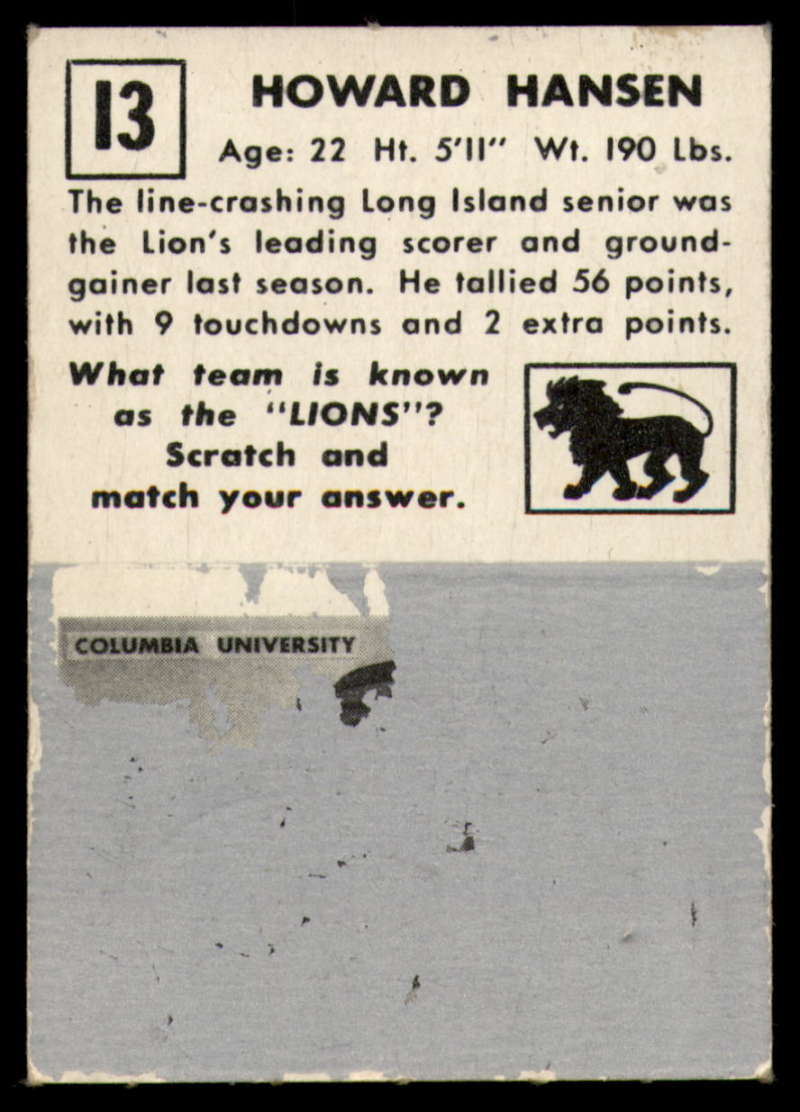 13
HOWARD HANSEN
Age: 22 Ht. 5'11" Wt. 190 Lbs.
The line-crashing Long Island senior was
the Lion's leading scorer and ground-
gainer last season. He tallied 56 points,
with 9 touchdowns and 2 extra points.
What team is known
as the "LIONS"?
Scratch and
match your answer.
COLUMBIA UNIVERSITY